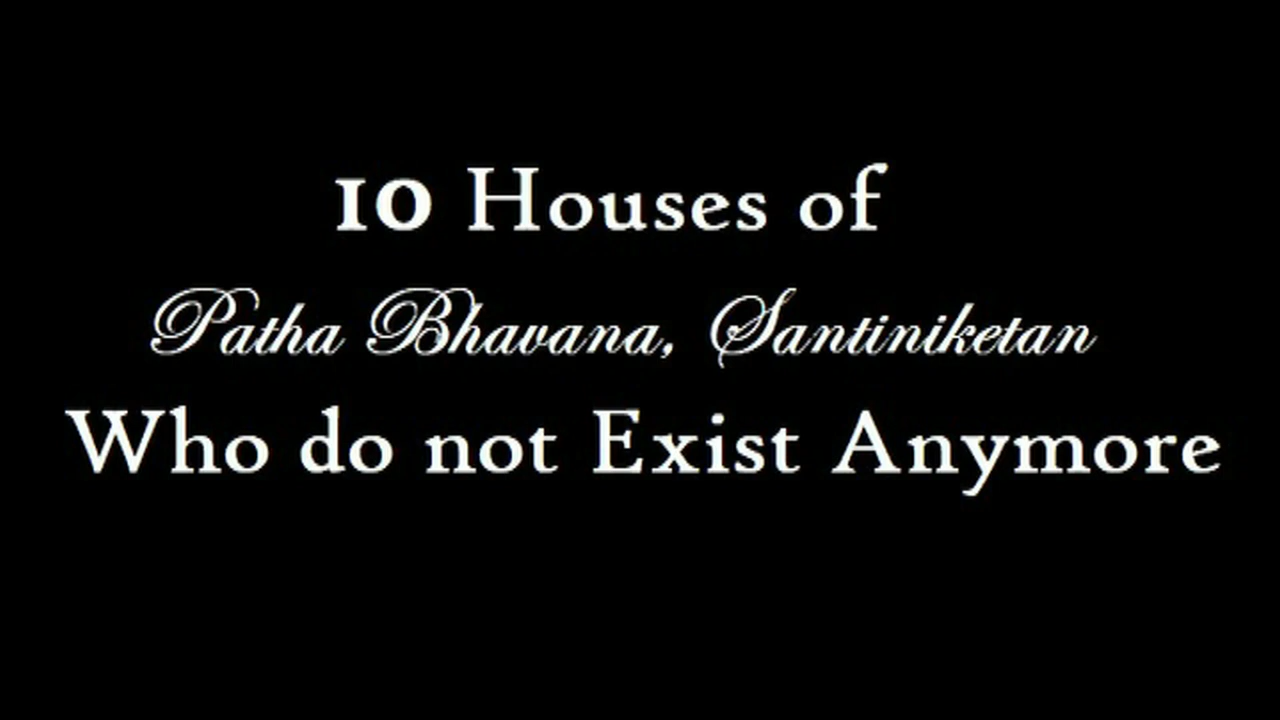 10 Houses of
Patha Bhavana, Santiniketan
Who do not Exist Anymore